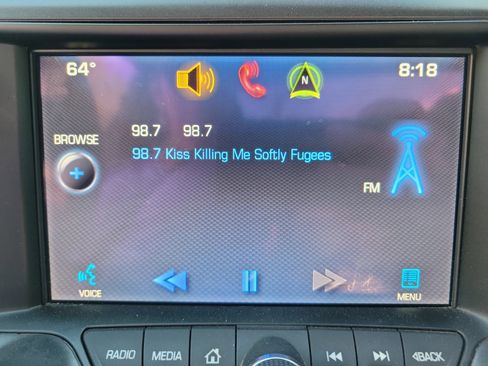 64°
8:18
N
98.7 98.7
BROWSE
98.7 Kiss Killing Me Softly Fugees
+
FM
VOICE
MENU
RADIO MEDIA BACK